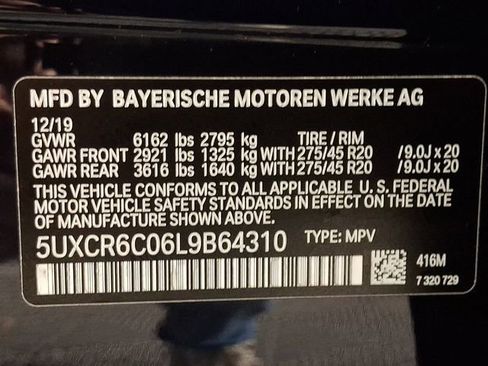 MFD BY BAYERISCHE MOTOREN WERKE AG
12/19
GVWR 6162 lbs 2795 kg TIRE / RIM
GAWR FRONT 2921 lbs 1325 kg WITH 275/45 R20 /9.0J x 20
GAWR REAR 3616 lbs 1640 kg WITH 275/45 R20 /9.0J x 20
THIS VEHICLE CONFORMS TO ALL APPLICABLE U. S. FEDERAL
MOTOR VEHICLE SAFETY STANDARDS IN EFFECT ON THE DATE
OF MANUFACTURE SHOWN ABOVE.
5UXCR6C06L9B64310 TYPE: MPV
416M
7 320 729